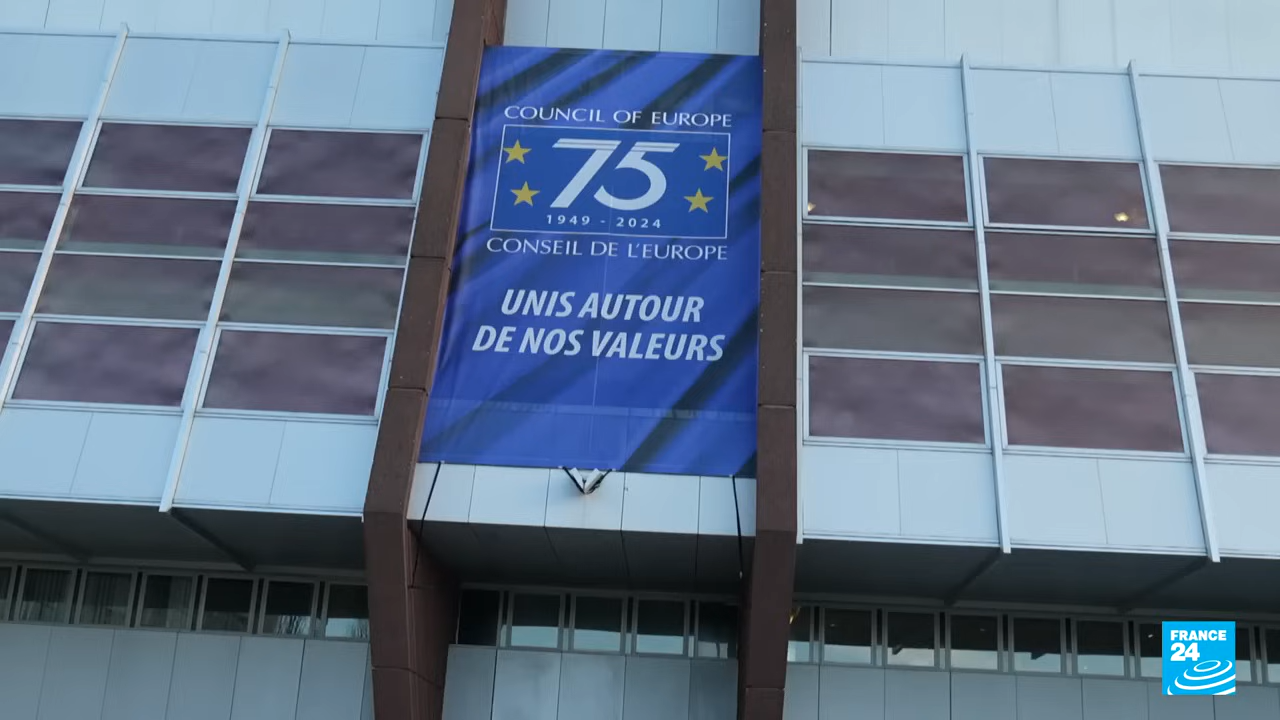 COUNCIL OF EUROPE
75
1949 - 2024
CONSEIL DE L'EUROPE
UNIS AUTOUR
DE NOS VALEURS
FRANCE
24